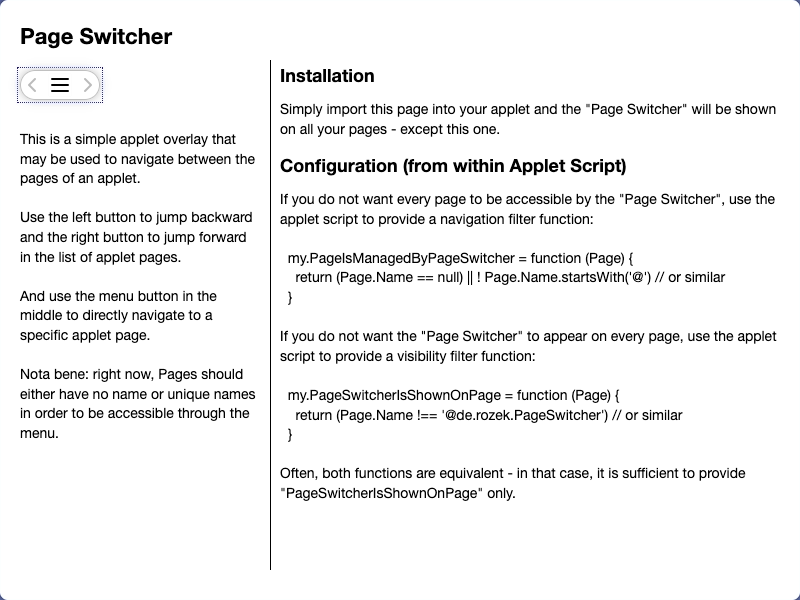 Page Switcher
This is a simple applet overlay that
may be used to navigate between the
pages of an applet.
Use the left button to jump backward
and the right button to jump forward
in the list of applet pages.
And use the menu button in the
middle to directly navigate to a
specific applet page.
Nota bene: right now, Pages should
either have no name or unique names
in order to be accessible through the
menu.
Installation
Simply import this page into your applet and the "Page Switcher" will be shown
on all your pages - except this one.
Configuration (from within Applet Script)
If you do not want every page to be accessible by the "Page Switcher", use the
applet script to provide a navigation filter function:
my.PageIsManagedByPageSwitcher = function (Page) {
return (Page.Name == null) || ! Page.Name.startsWith('@') // or similar
}
If you do not want the "Page Switcher" to appear on every page, use the applet
script to provide a visibility filter function:
my.PageSwitcherIsShownOnPage = function (Page) {
return (Page.Name !== '@de.rozek.PageSwitcher') // or similar
}
Often, both functions are equivalent - in that case, it is sufficient to provide
"PageSwitcherIsShownOnPage" only.